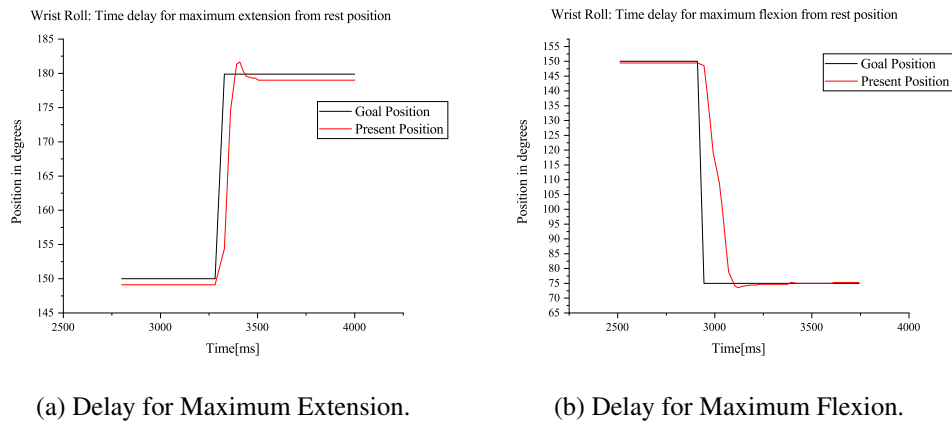 Wrist Roll: Time delay for maximum extension from rest position
185
180
175
170
165
160
155
150
145
Position in degrees
Goal Position
Present Position
2500 3000 3500 4000
Time[ms]
(a) Delay for Maximum Extension.
Wrist Roll: Time delay for maximum flexion from rest position
150
145
135
125
115
105
95
85
75
65
155
140
130
120
110
100
90
80
70
Position in degrees
Goal Position
Present Position
2500 3000 3500 4000
Time[ms]
(b) Delay for Maximum Flexion.